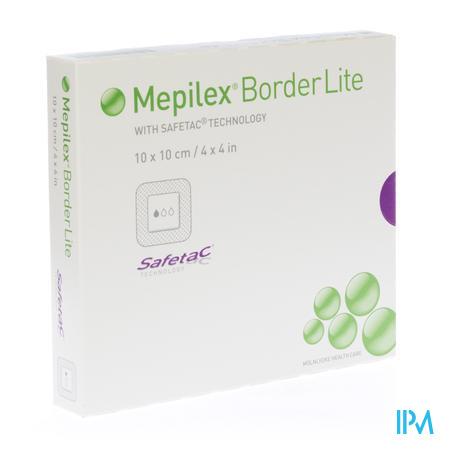 Mepilex® Border Lite
WITH SAFETAC® TECHNOLOGY
10 x 10 cm / 4 x 4 in
Safetac
TECHNOLOGY
MÖLNLYCKE HEALTH CARE
10 x 10 cm / 4 x 4 in
Mepilex® Border Lite
Safetac
IPM